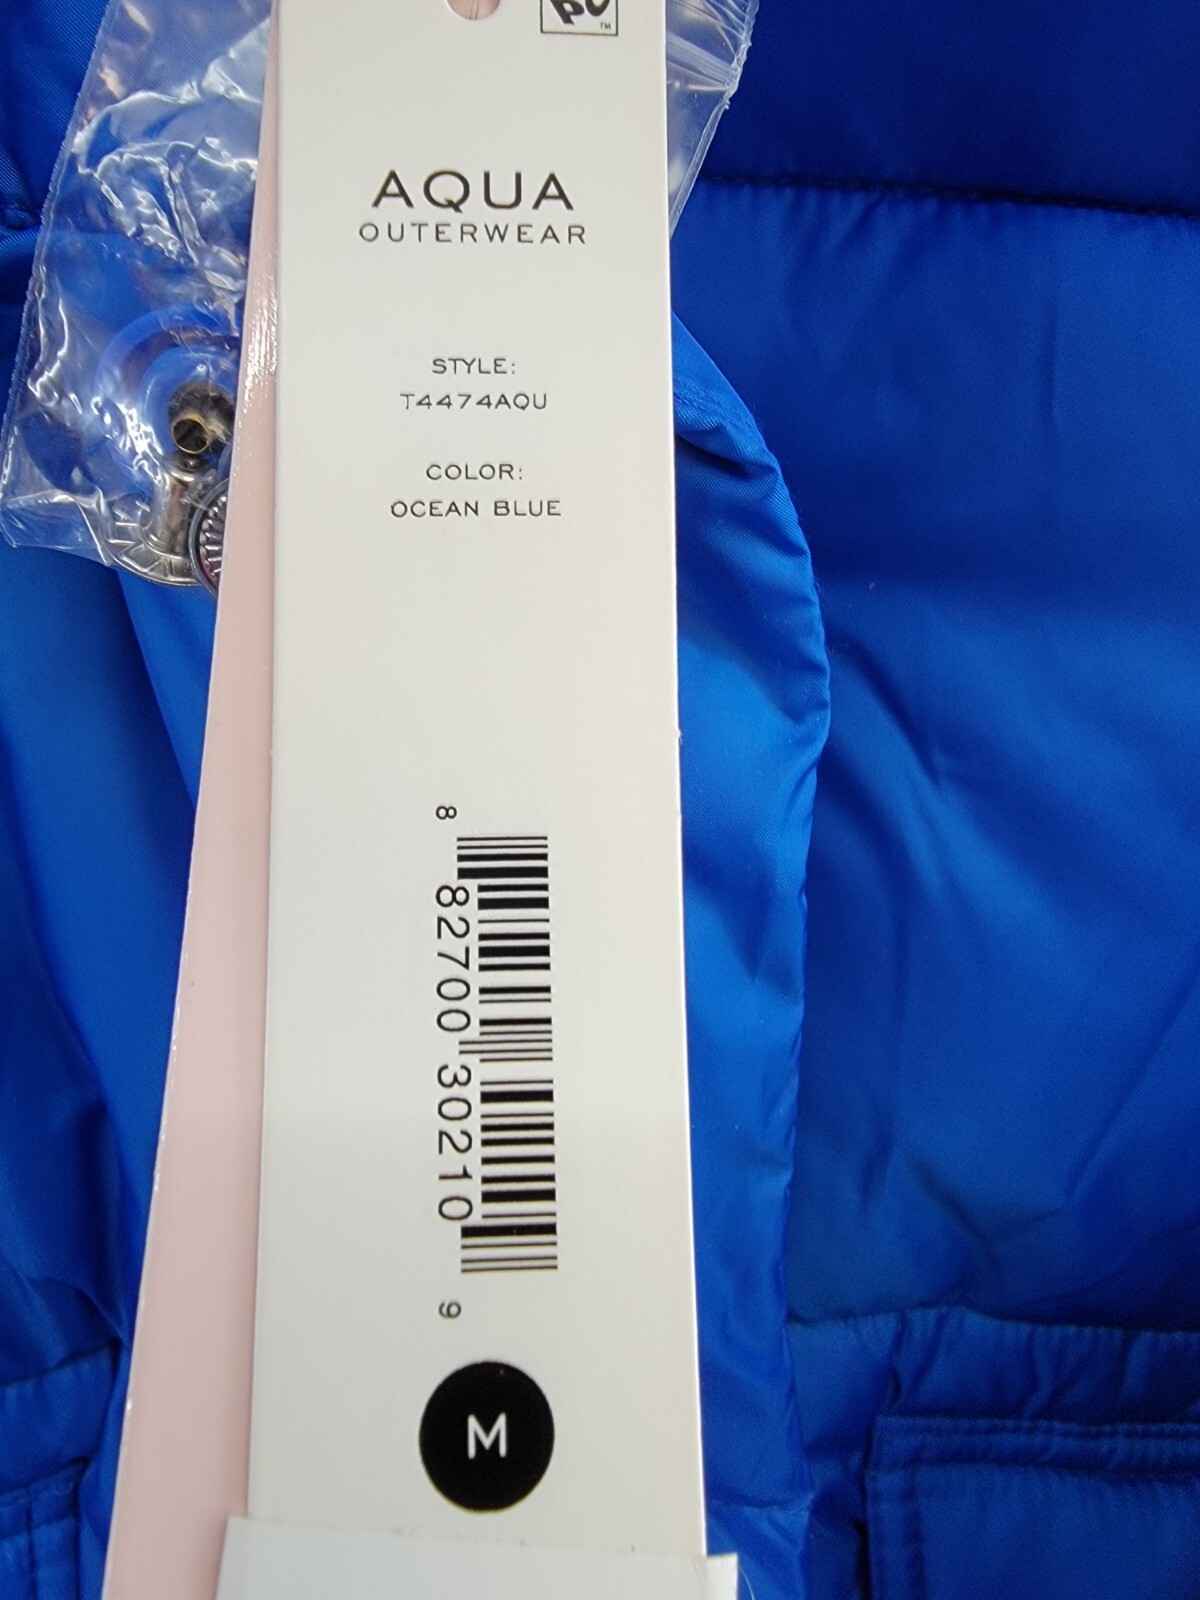 AQUA
OUTERWEAR
STYLE:
T4474AQU
COLOR:
OCEAN BLUE
8 82700 30210 9
M